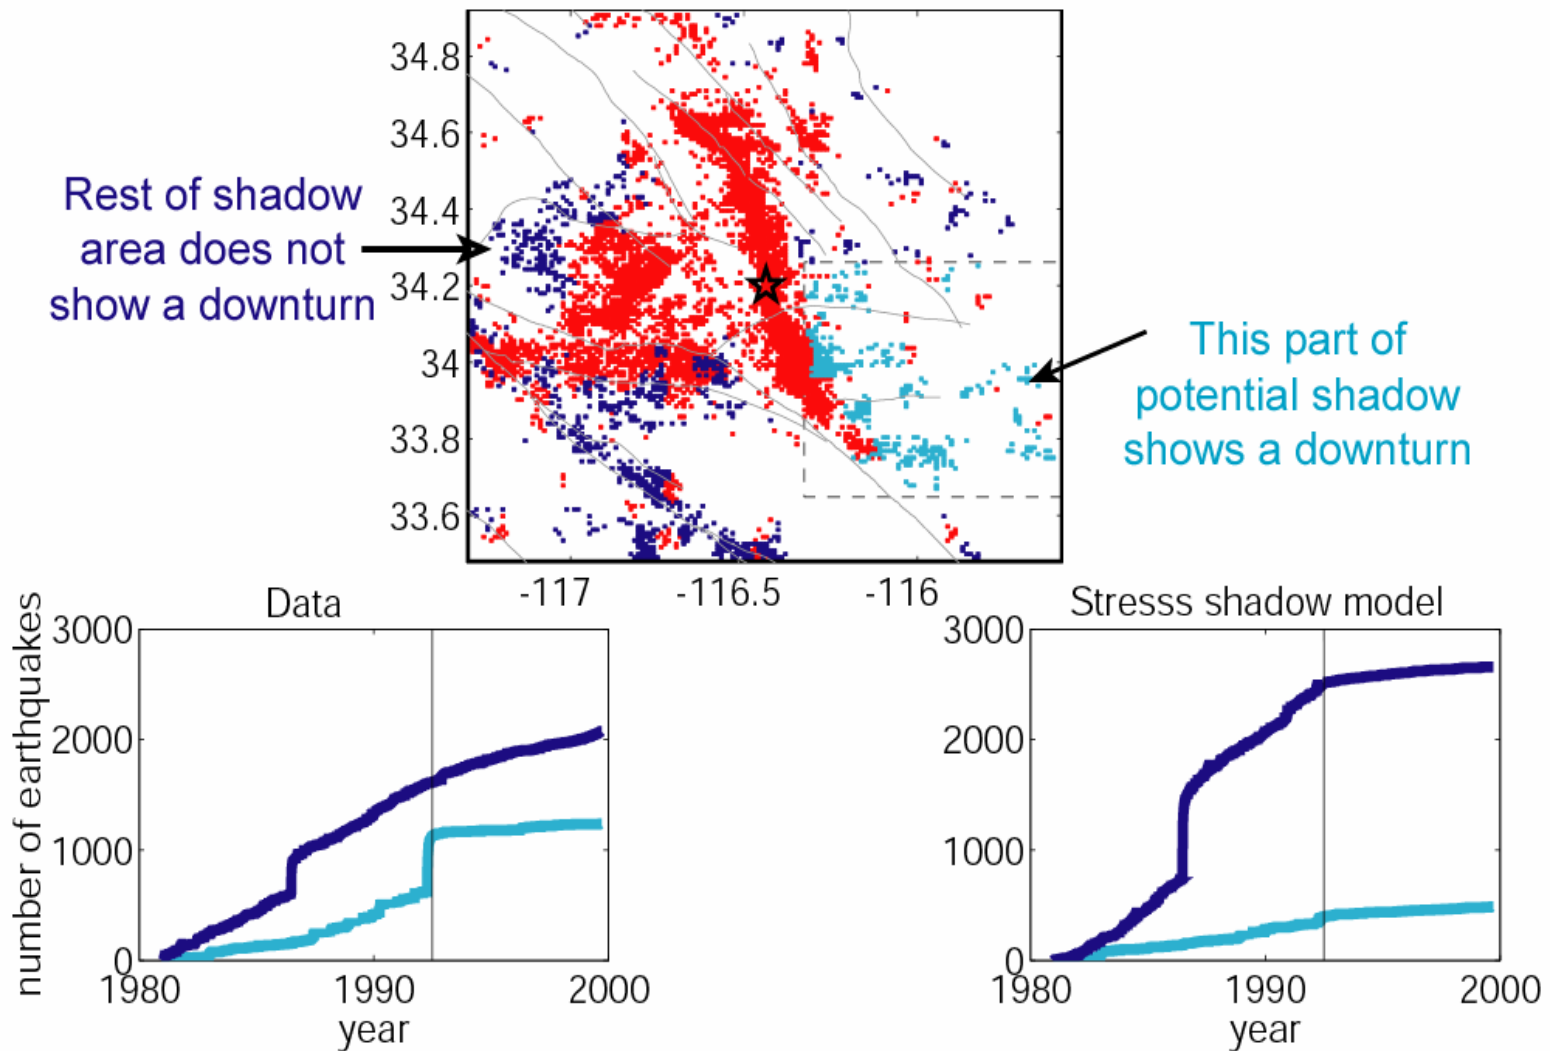 34.8
34.6
34.4
34.2
34
33.8
33.6
-117
-116.5
-116
Rest of shadow
area does not
show a downturn
This part of
potential shadow
shows a downturn
Data
3000
2000
1000
0
1980
1990
2000
year
number of earthquakes
Stresss shadow model
3000
2000
1000
0
1980
1990
2000
year